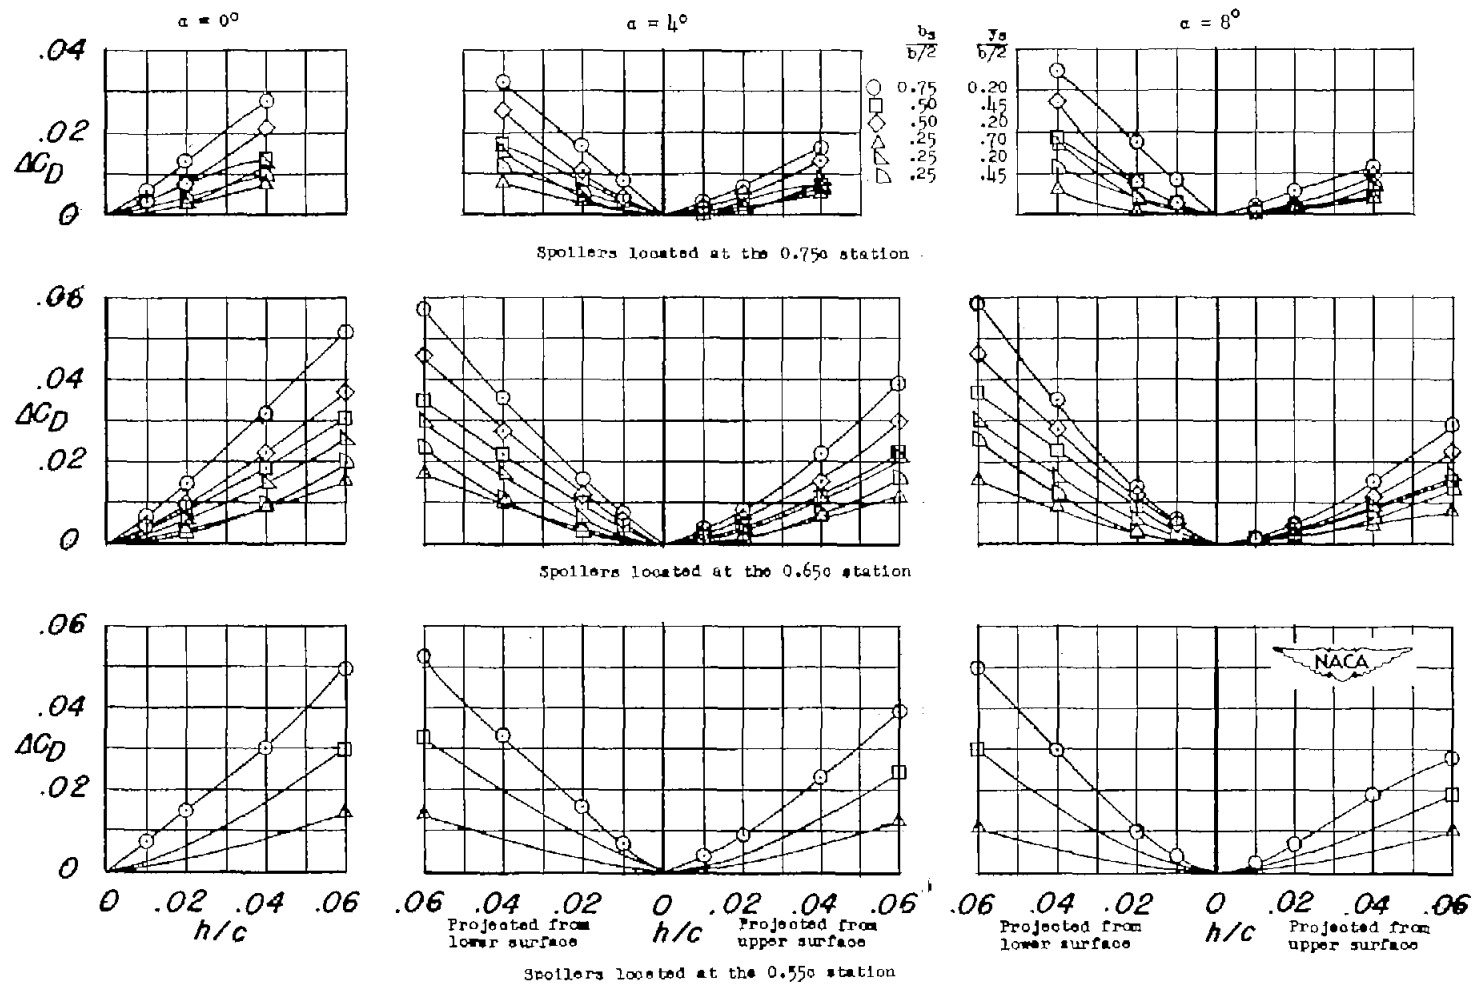 α = 0°
α = 4°
α = 8°
b_s / b/2
y_s / b/2
0.75 0.20
.50 .45
.50 .20
.25 .70
.25 .20
.25 .45
.04
.02
ΔC_D
0
Spoilers located at the 0.75c station
.06
.04
ΔC_D
.02
0
Spoilers located at the 0.65c station
.06
NACA
.04
ΔC_D
.02
0
0 .02 .04 .06
.06 .04 .02 0 .02 .04 .06
.06 .04 .02 0 .02 .04 .06
h/c
Projected from
lower surface
h/c
Projected from
upper surface
Projected from
lower surface
h/c
Projected from
upper surface
Spoilers located at the 0.55c station